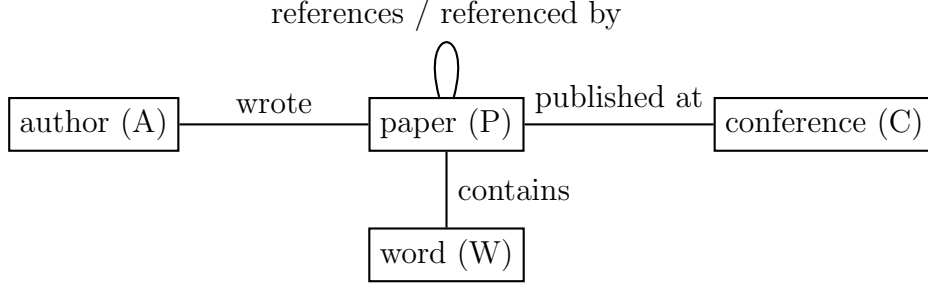 references / referenced by
wrote
published at
author (A)
paper (P)
conference (C)
contains
word (W)